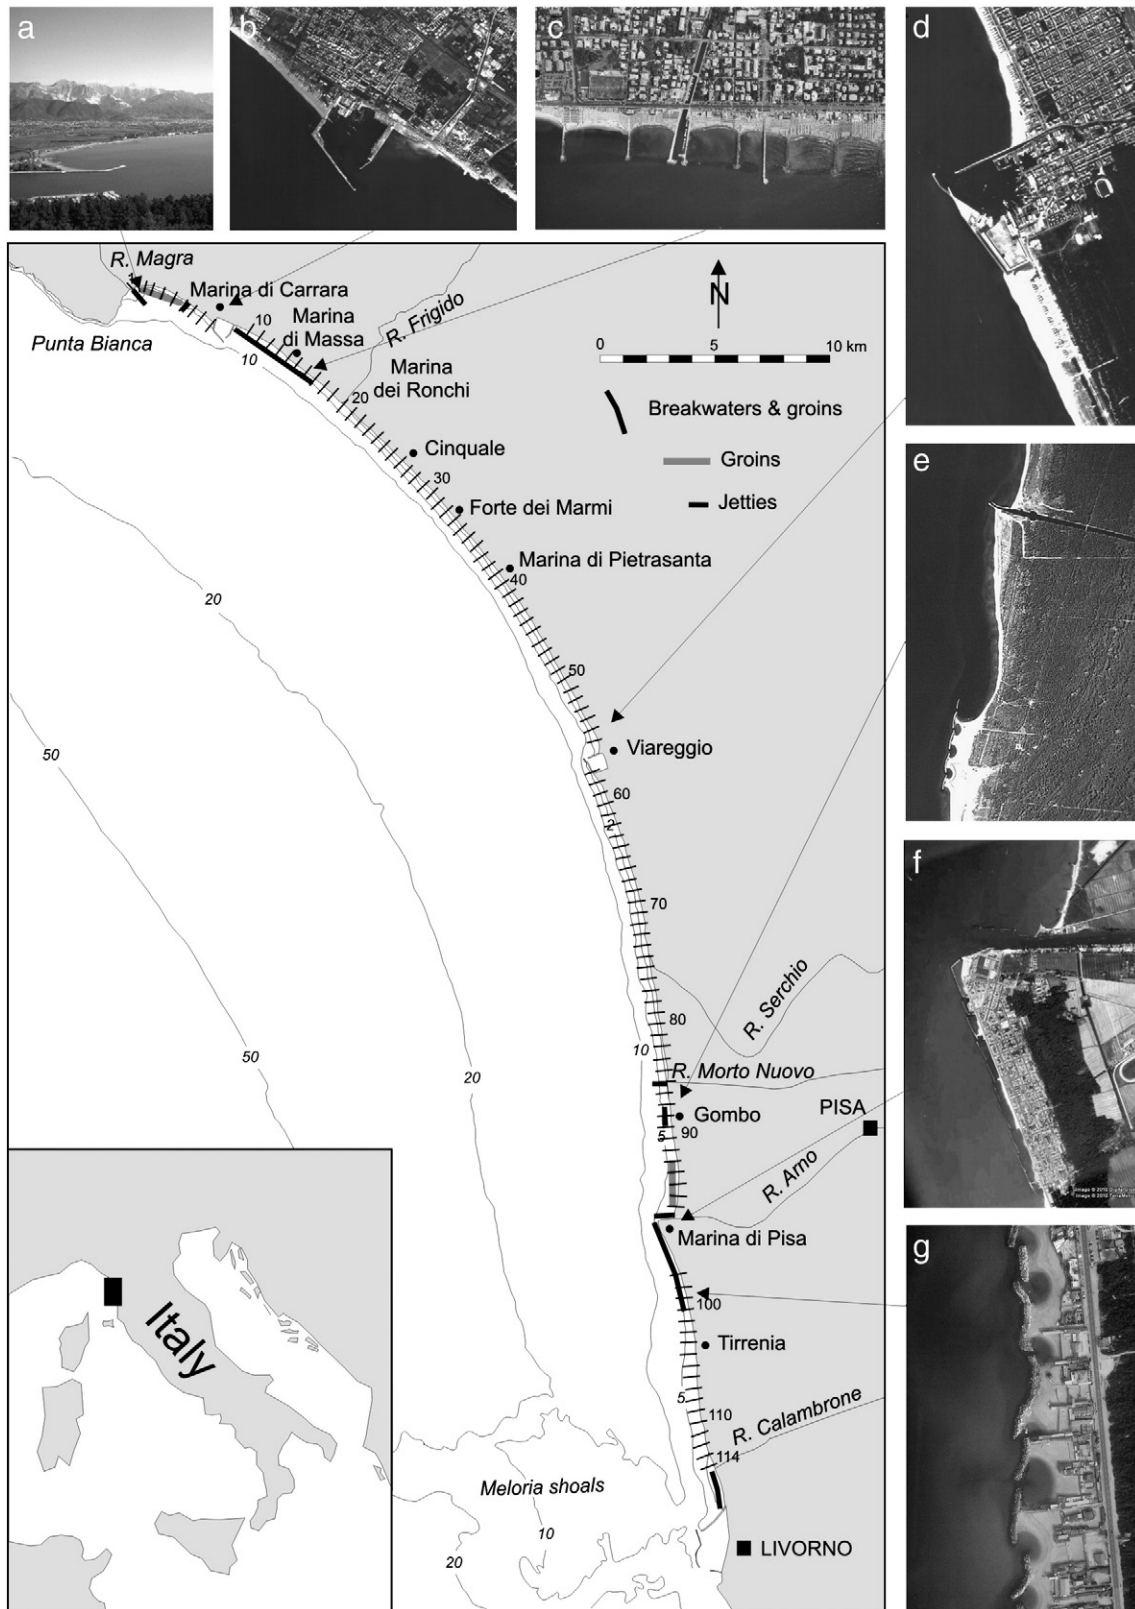 a
b
c
d
e
f
g
R. Magra
Marina di Carrara
Punta Bianca
10
10
Marina
di Massa
R. Frigido
Marina
dei Ronchi
20
N
0 5 10 km
Breakwaters & groins
Groins
Jetties
Cinquale
30
Forte dei Marmi
Marina di Pietrasanta
40
20
50
50
Viareggio
60
70
R. Serchio
80
10
50
20
R. Morto Nuovo
Gombo
90
5
PISA
R. Arno
Marina di Pisa
100
Tirrenia
5
110
R. Calambrone
114
Meloria shoals
10
20
LIVORNO
Italy